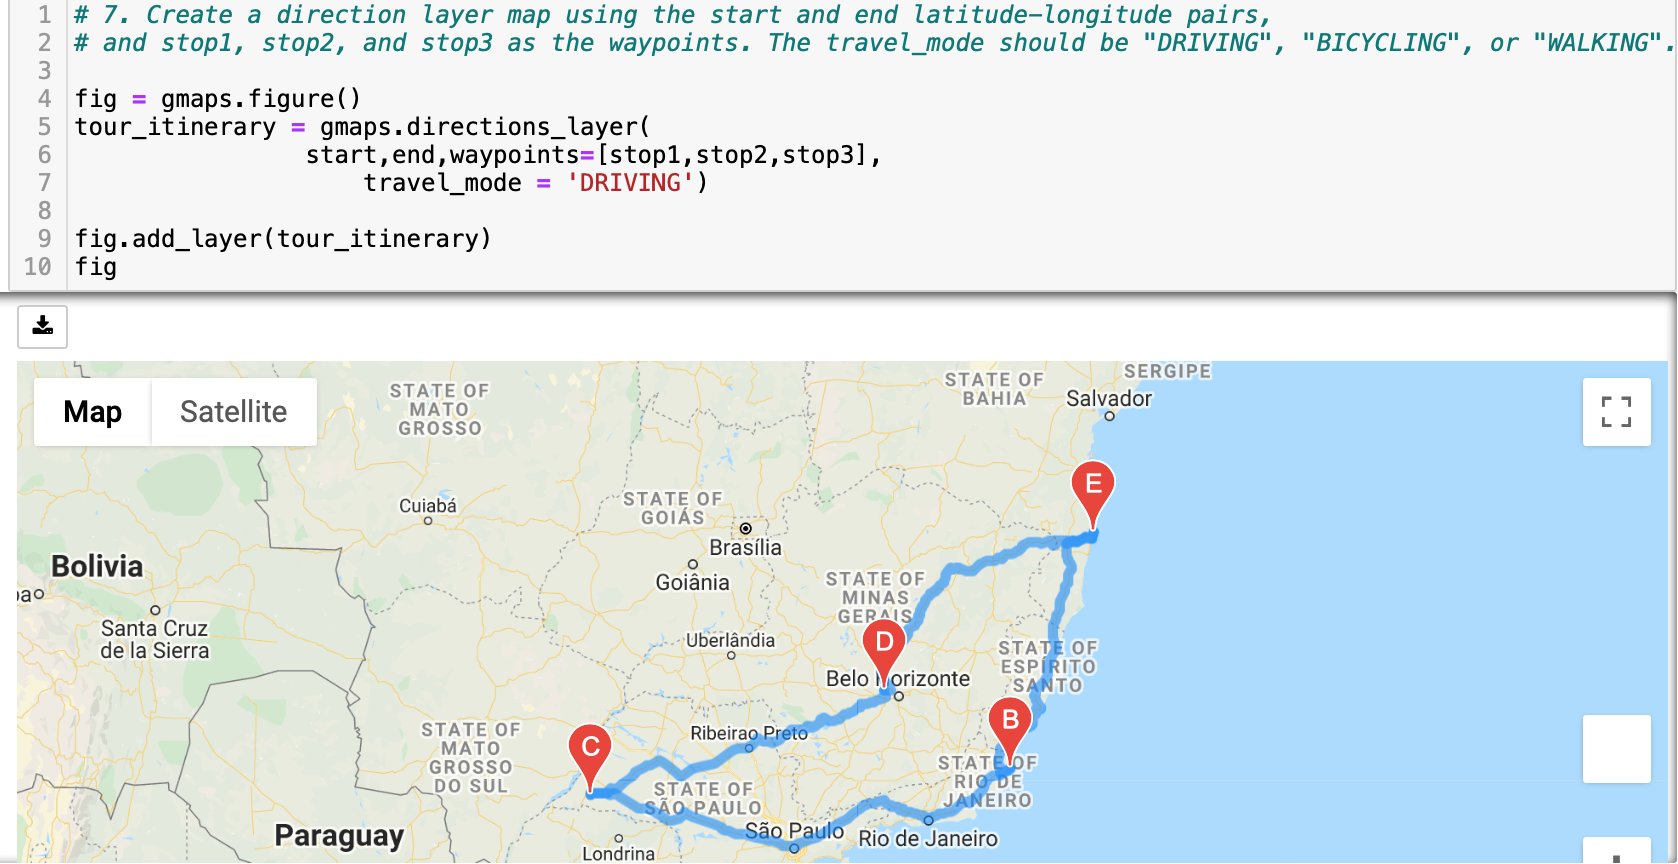 1 # 7. Create a direction layer map using the start and end latitude-longitude pairs,
2 # and stop1, stop2, and stop3 as the waypoints. The travel_mode should be "DRIVING", "BICYCLING", or "WALKING".
3
4 fig = gmaps.figure()
5 tour_itinerary = gmaps.directions_layer(
6 start,end,waypoints=[stop1,stop2,stop3],
7 travel_mode = 'DRIVING')
8
9 fig.add_layer(tour_itinerary)
10 fig
Map Satellite
SERGIPE
STATE OF
BAHIA
Salvador
STATE OF
MATO
GROSSO
E
STATE OF
GOIÁS
Cuiabá
Brasília
Bolivia
Goiânia
STATE OF
MINAS
GERAIS
Santa Cruz
de la Sierra
Uberlândia
D
STATE OF
ESPÍRITO
SANTO
Belo Horizonte
B
STATE OF
MATO
GROSSO
DO SUL
Ribeirao Preto
C
STATE OF
RIO DE
JANEIRO
STATE OF
SÃO PAULO
Paraguay
São Paulo
Rio de Janeiro
Londrina